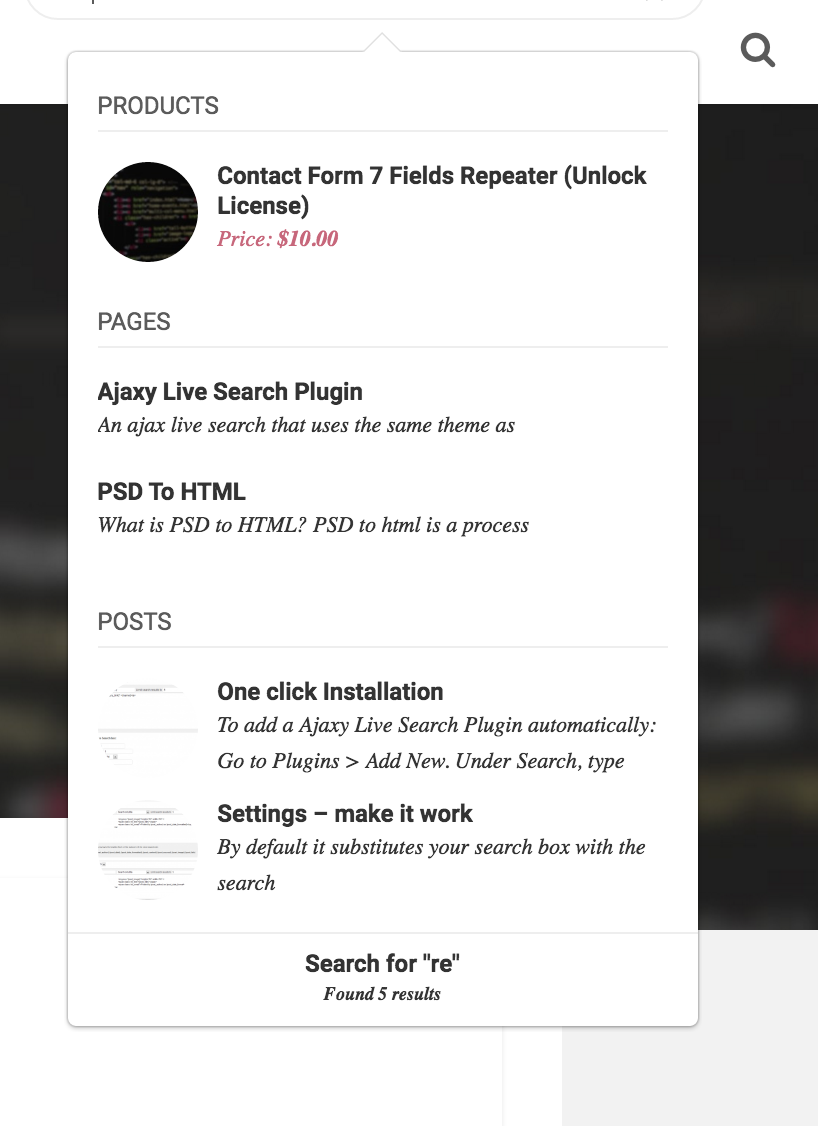 PRODUCTS
Contact Form 7 Fields Repeater (Unlock
License)
Price: $10.00
PAGES
Ajaxy Live Search Plugin
An ajax live search that uses the same theme as
PSD To HTML
What is PSD to HTML? PSD to html is a process
POSTS
One click Installation
To add a Ajaxy Live Search Plugin automatically:
Go to Plugins > Add New. Under Search, type
Settings – make it work
By default it substitutes your search box with the
search
Search for "re"
Found 5 results